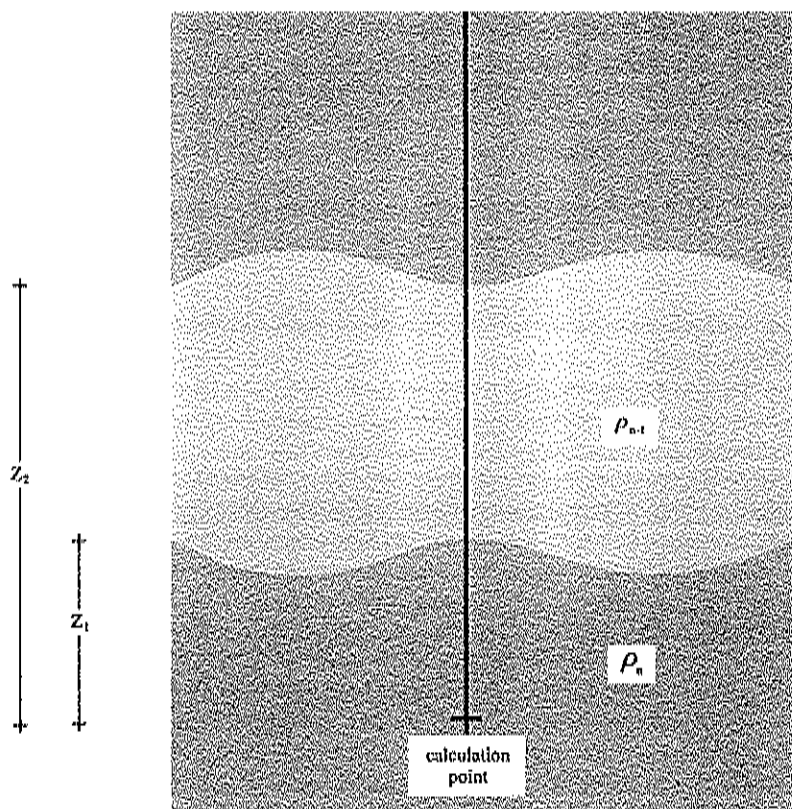 Z₂
Z₁
ρₙ₋₁
ρₙ
calculation
point